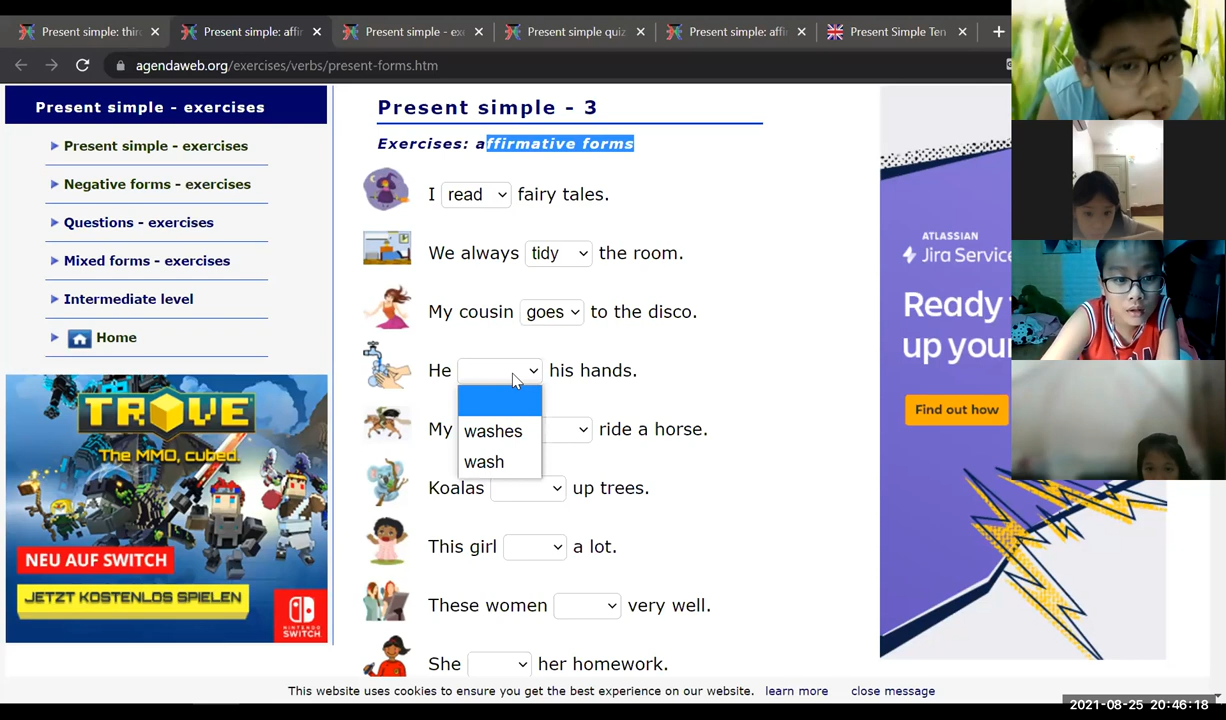 Present simple: thir
Present simple: affir
Present simple - exe
Present simple quiz
Present simple: affir
Present Simple Ten
agendaweb.org/exercises/verbs/present-forms.htm
Present simple - exercises
Present simple - exercises
Negative forms - exercises
Questions - exercises
Mixed forms - exercises
Intermediate level
Home
TROVE
The MMO, cubed.
NEU AUF SWITCH
JETZT KOSTENLOS SPIELEN
NINTENDO
SWITCH
Present simple - 3
Exercises: affirmative forms
I read fairy tales.
We always tidy the room.
My cousin goes to the disco.
He his hands.
washes
wash
My ride a horse.
Koalas up trees.
This girl a lot.
These women very well.
She her homework.
ATLASSIAN
Jira Service
Ready
up your
Find out how
This website uses cookies to ensure you get the best experience on our website. learn more close message
2021-08-25 20:46:18